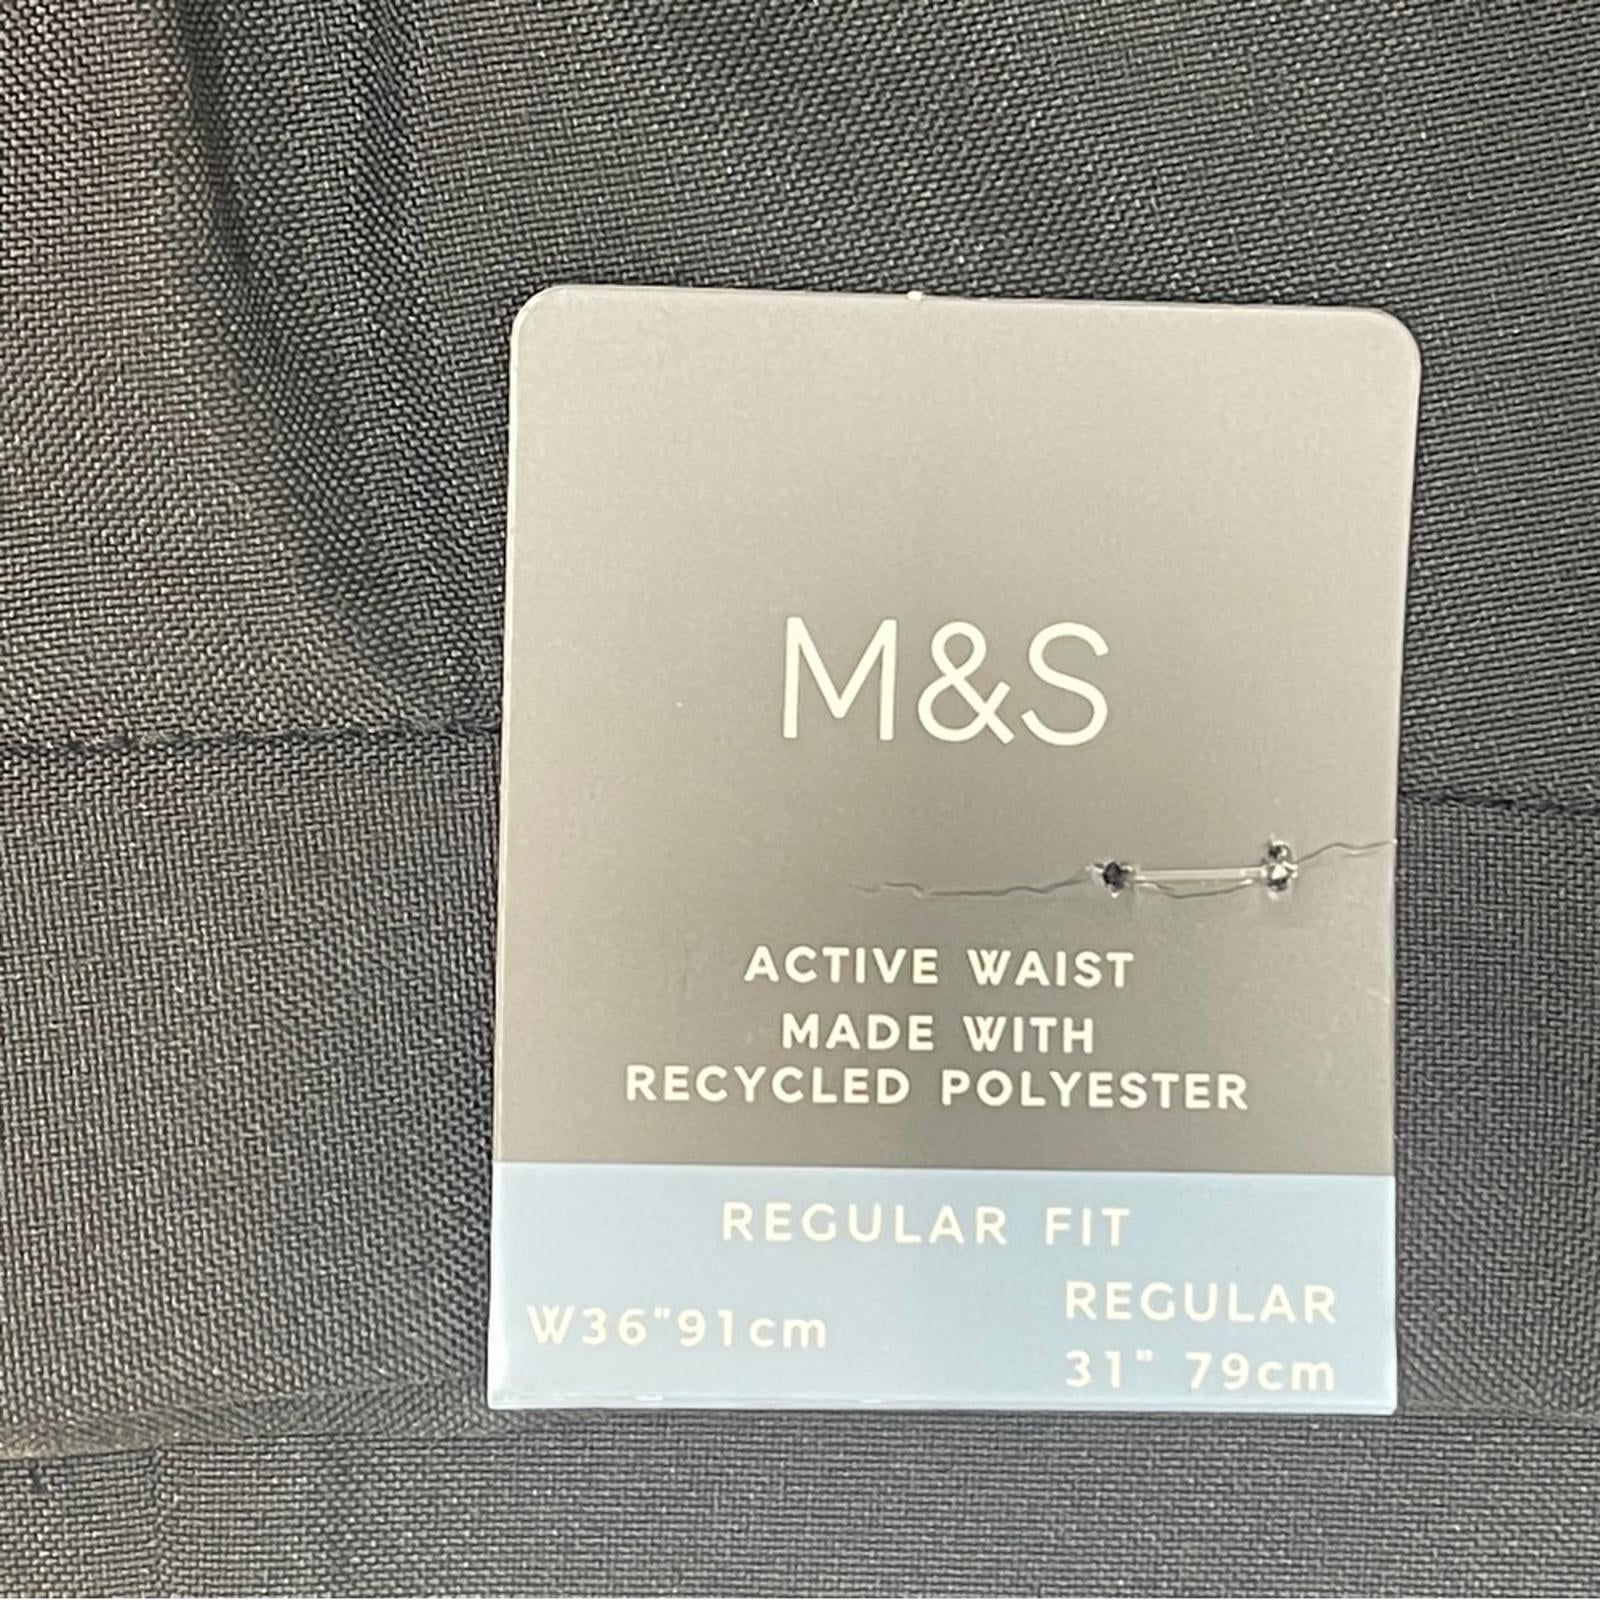 M&S
ACTIVE WAIST
MADE WITH
RECYCLED POLYESTER
REGULAR FIT
W36"91cm
REGULAR
31" 79cm